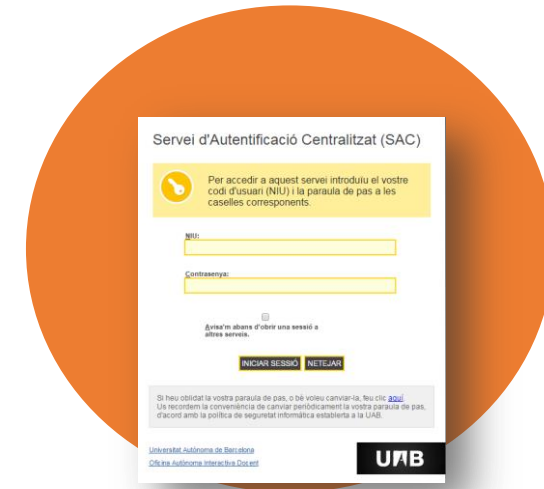 Servei d'Autentificació Centralitzat (SAC)
Per accedir a aquest servei introduïu el vostre
codi d'usuari (NIU) i la paraula de pas a les
caselles corresponents.
NIU:
Contrasenya:
Avisa'm abans d'obrir una sessió a
altres serveis.
INICIAR SESSIÓ NETEJAR
Si heu oblidat la vostra paraula de pas, o bé voleu canviar-la, feu clic aquí.
Us recordem la conveniència de canviar periòdicament la vostra paraula de pas,
d'acord amb la política de seguretat informàtica establerta a la UAB.
Universitat Autònoma de Barcelona
Oficina Autònoma Interactiva Docent
UAB